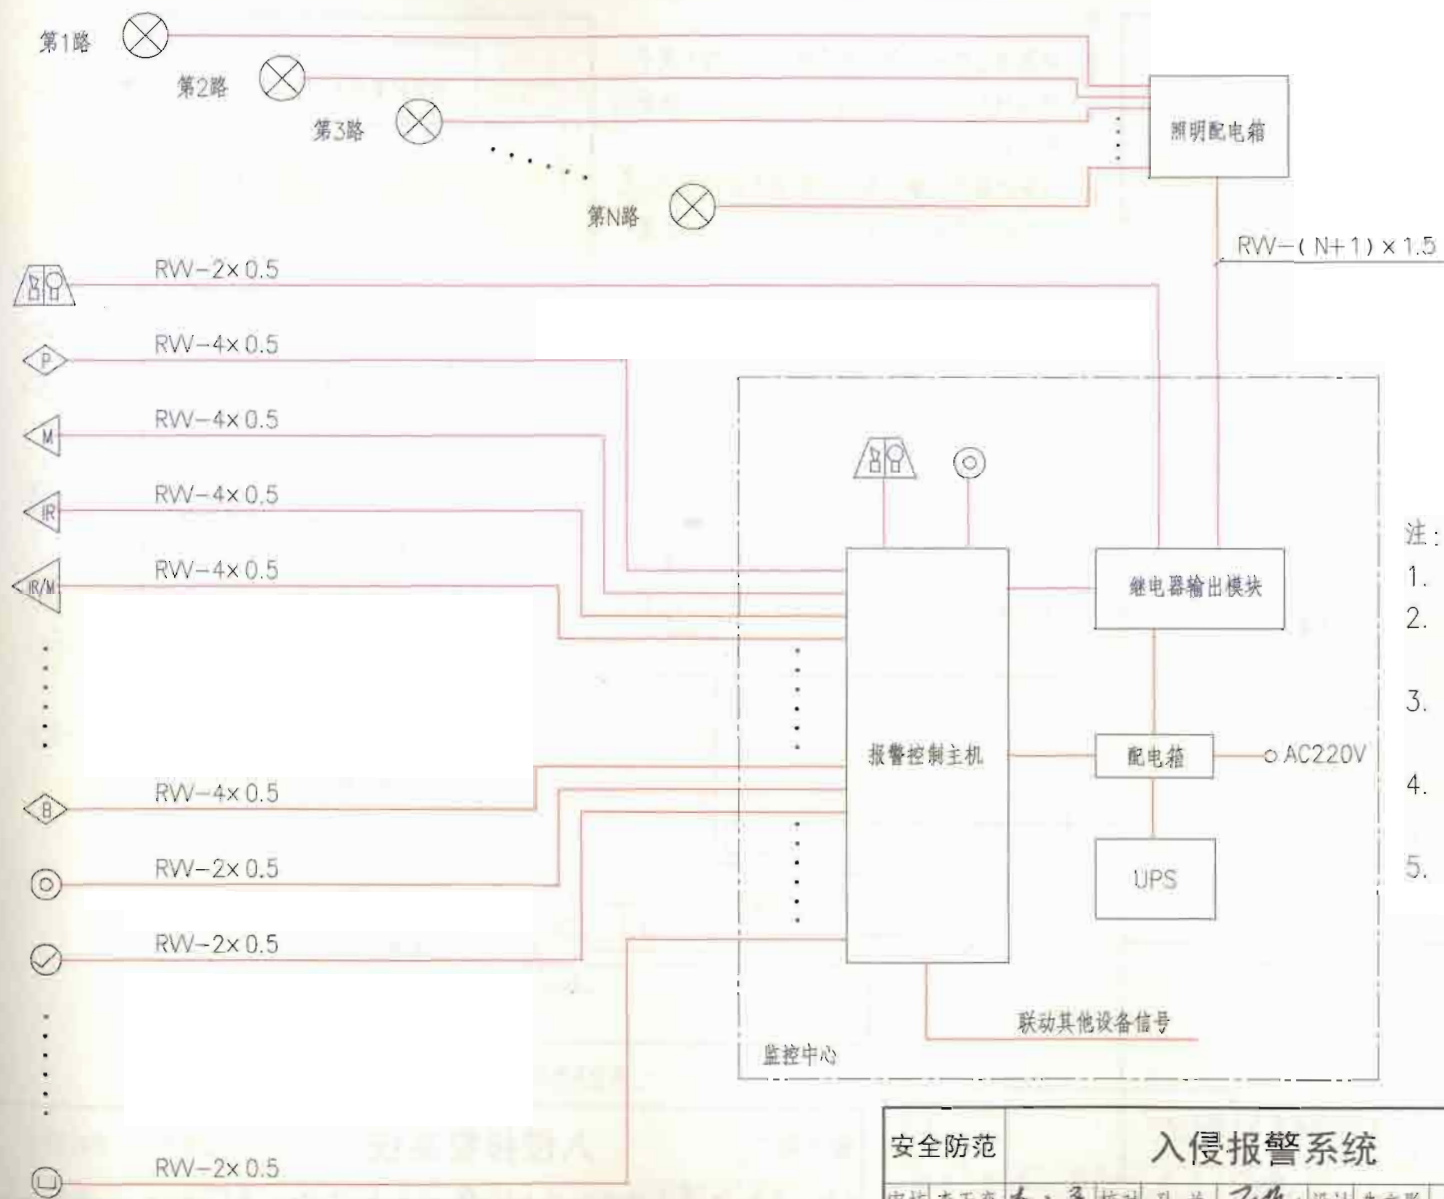 第1路
第2路
第3路
第N路
照明配电箱
RVV-(N+1)×1.5
RVV-2×0.5
P
RVV-4×0.5
M
RVV-4×0.5
IR
RVV-4×0.5
IR/M
RVV-4×0.5
继电器输出模块
报警控制主机
配电箱
AC220V
UPS
B
RVV-4×0.5
RVV-2×0.5
RVV-2×0.5
RVV-2×0.5
联动其他设备信号
监控中心
注:
1.
2.
3.
4.
5.
安全防范
入侵报警系统